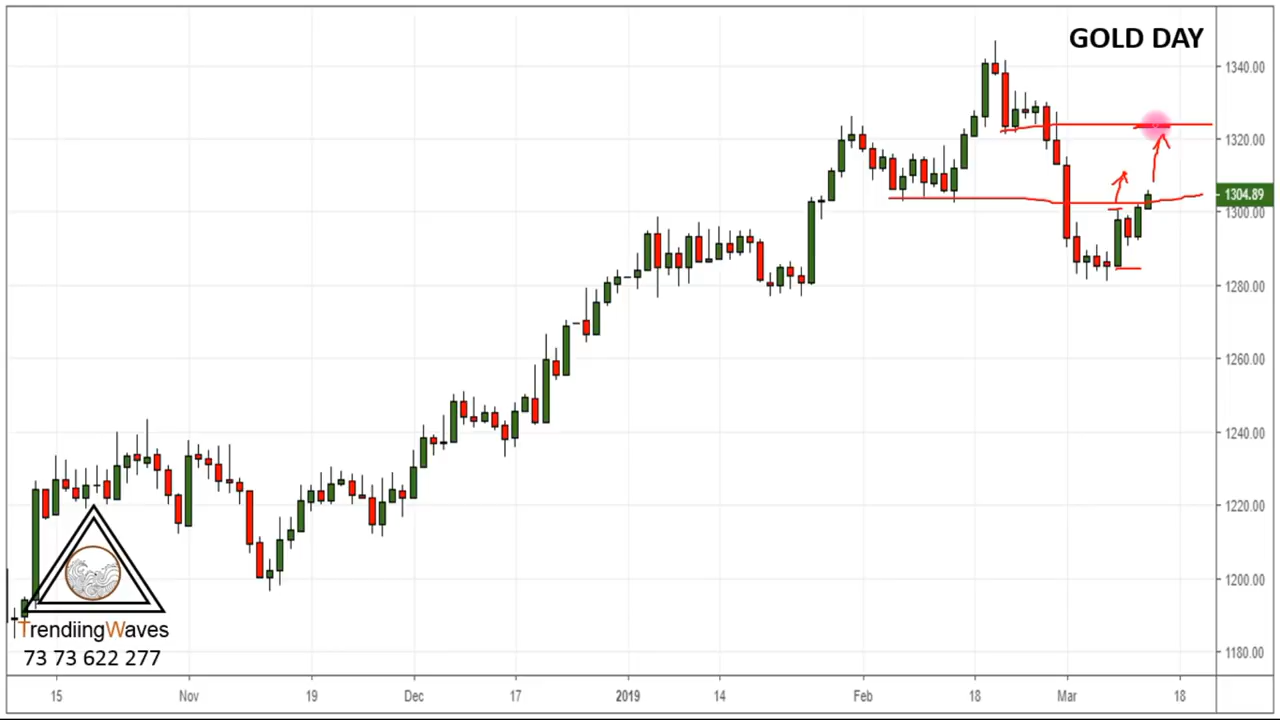 GOLD DAY
1340.00
1320.00
1304.89
1300.00
1280.00
1260.00
1240.00
1220.00
1200.00
1180.00
TrendiingWaves
73 73 622 277
15 Nov 19 Dec 17 2019 14 Feb 18 Mar 18